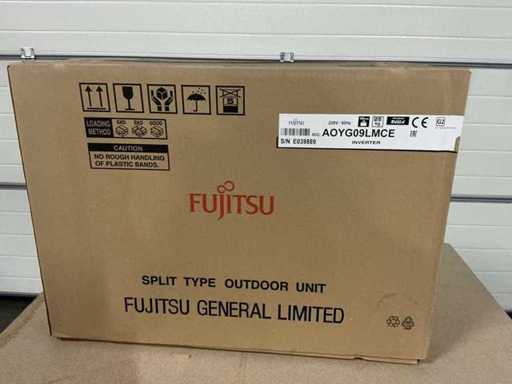 FUJITSU
AOYG09LMCE
S/N E039889
INVERTER
CE
LOADING METHOD
CAUTION
NO ROUGH HANDLING
OF PLASTIC BANDS.
FUJITSU
SPLIT TYPE OUTDOOR UNIT
FUJITSU GENERAL LIMITED